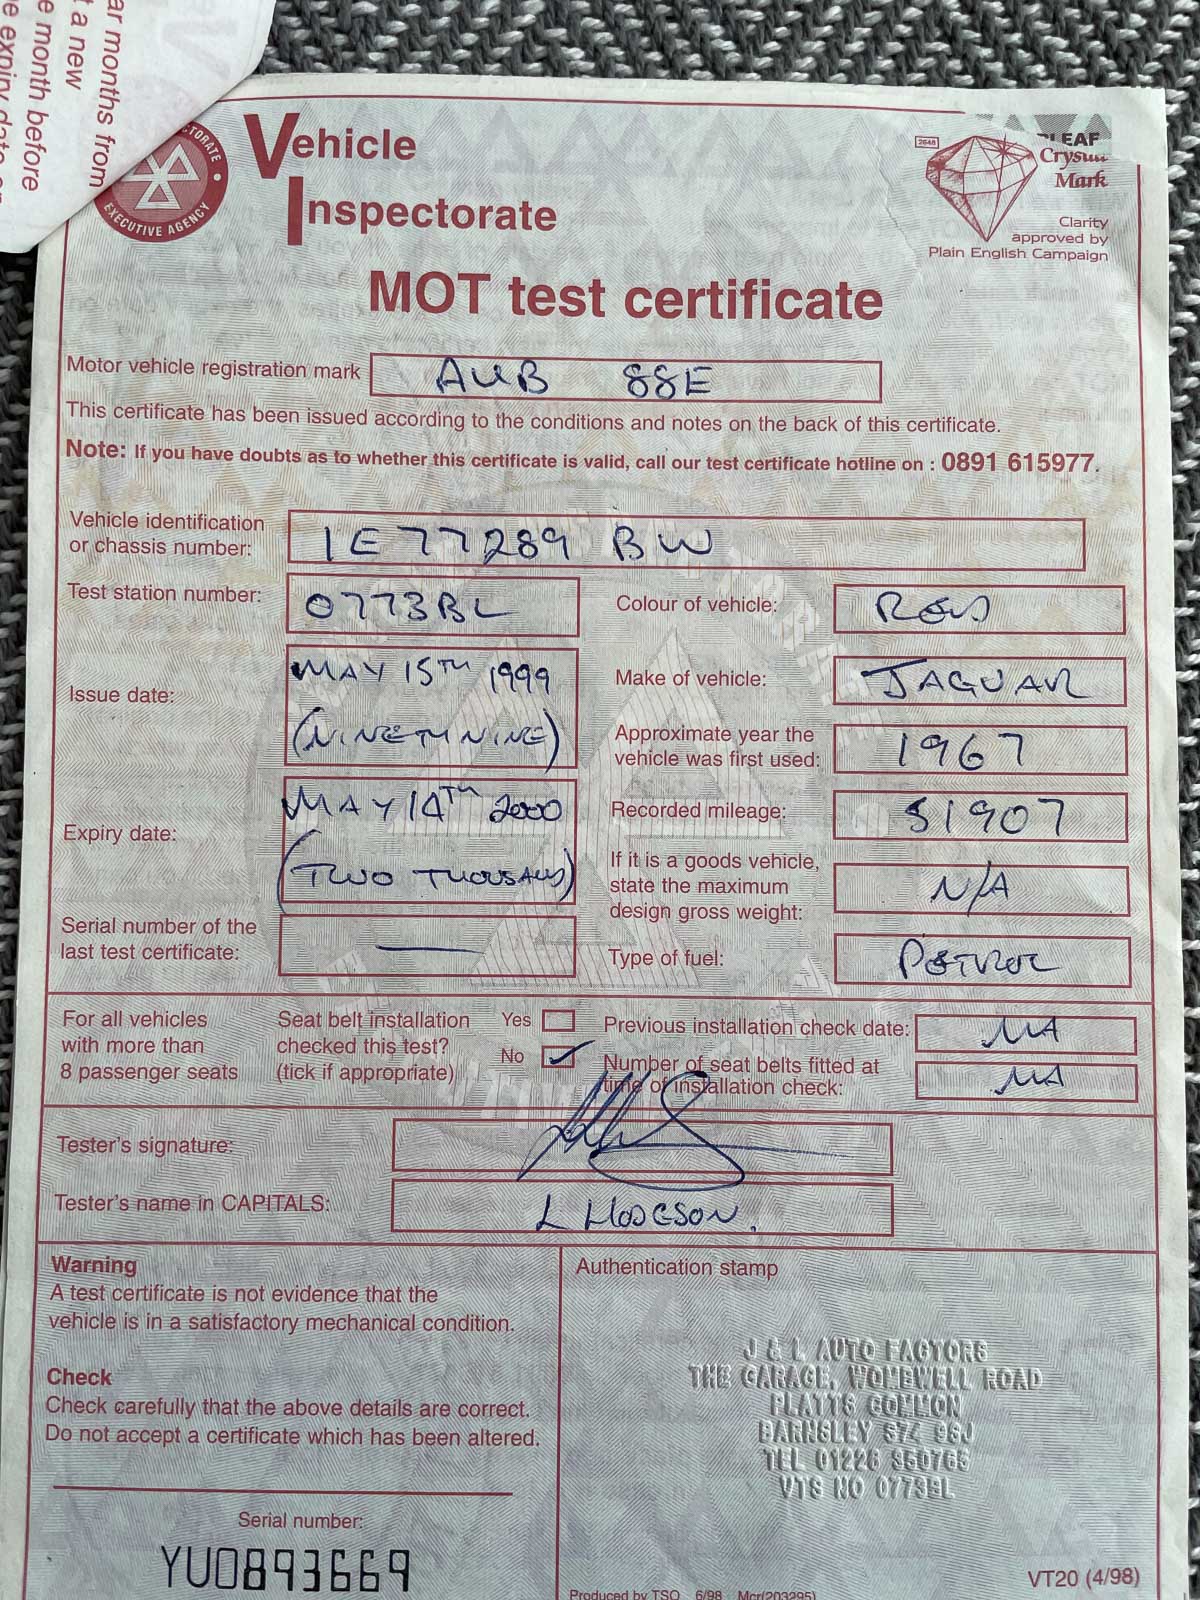 ar months from
t a new
e month before
e expiry date or
TORATE
EXECUTIVE AGENCY
Vehicle
Inspectorate
2648
LEAF
Crystal
Mark
Clarity
approved by
Plain English Campaign
MOT test certificate
Motor vehicle registration mark AUB 88E
This certificate has been issued according to the conditions and notes on the back of this certificate.
Note: If you have doubts as to whether this certificate is valid, call our test certificate hotline on : 0891 615977.
Vehicle identification
or chassis number: 1E77289 BW
Test station number: 0773BL
Colour of vehicle: RED
Issue date: MAY 15TH 1999
(NINETY NINE)
Make of vehicle: JAGUAR
Approximate year the
vehicle was first used: 1967
Expiry date: MAY 14TH 2000
(TWO THOUSAND)
Recorded mileage: 51907
If it is a goods vehicle,
state the maximum
design gross weight: N/A
Serial number of the
last test certificate: —
Type of fuel: PETROL
For all vehicles
with more than
8 passenger seats
Seat belt installation
checked this test?
(tick if appropriate)
Yes
No ✓
Previous installation check date: NA
Number of seat belts fitted at
time of installation check: NA
Tester's signature:
Tester's name in CAPITALS: L HODGSON.
Warning
A test certificate is not evidence that the
vehicle is in a satisfactory mechanical condition.
Check
Check carefully that the above details are correct.
Do not accept a certificate which has been altered.
Serial number:
YU0893669
Authentication stamp
J & L AUTO FACTORS
THE GARAGE, WOMBWELL ROAD
PLATTS COMMON
BARNSLEY S74 9SJ
TEL 01226 350765
VTS NO 0773BL
Produced by TSO 6/98 Mcr(203295)
VT20 (4/98)